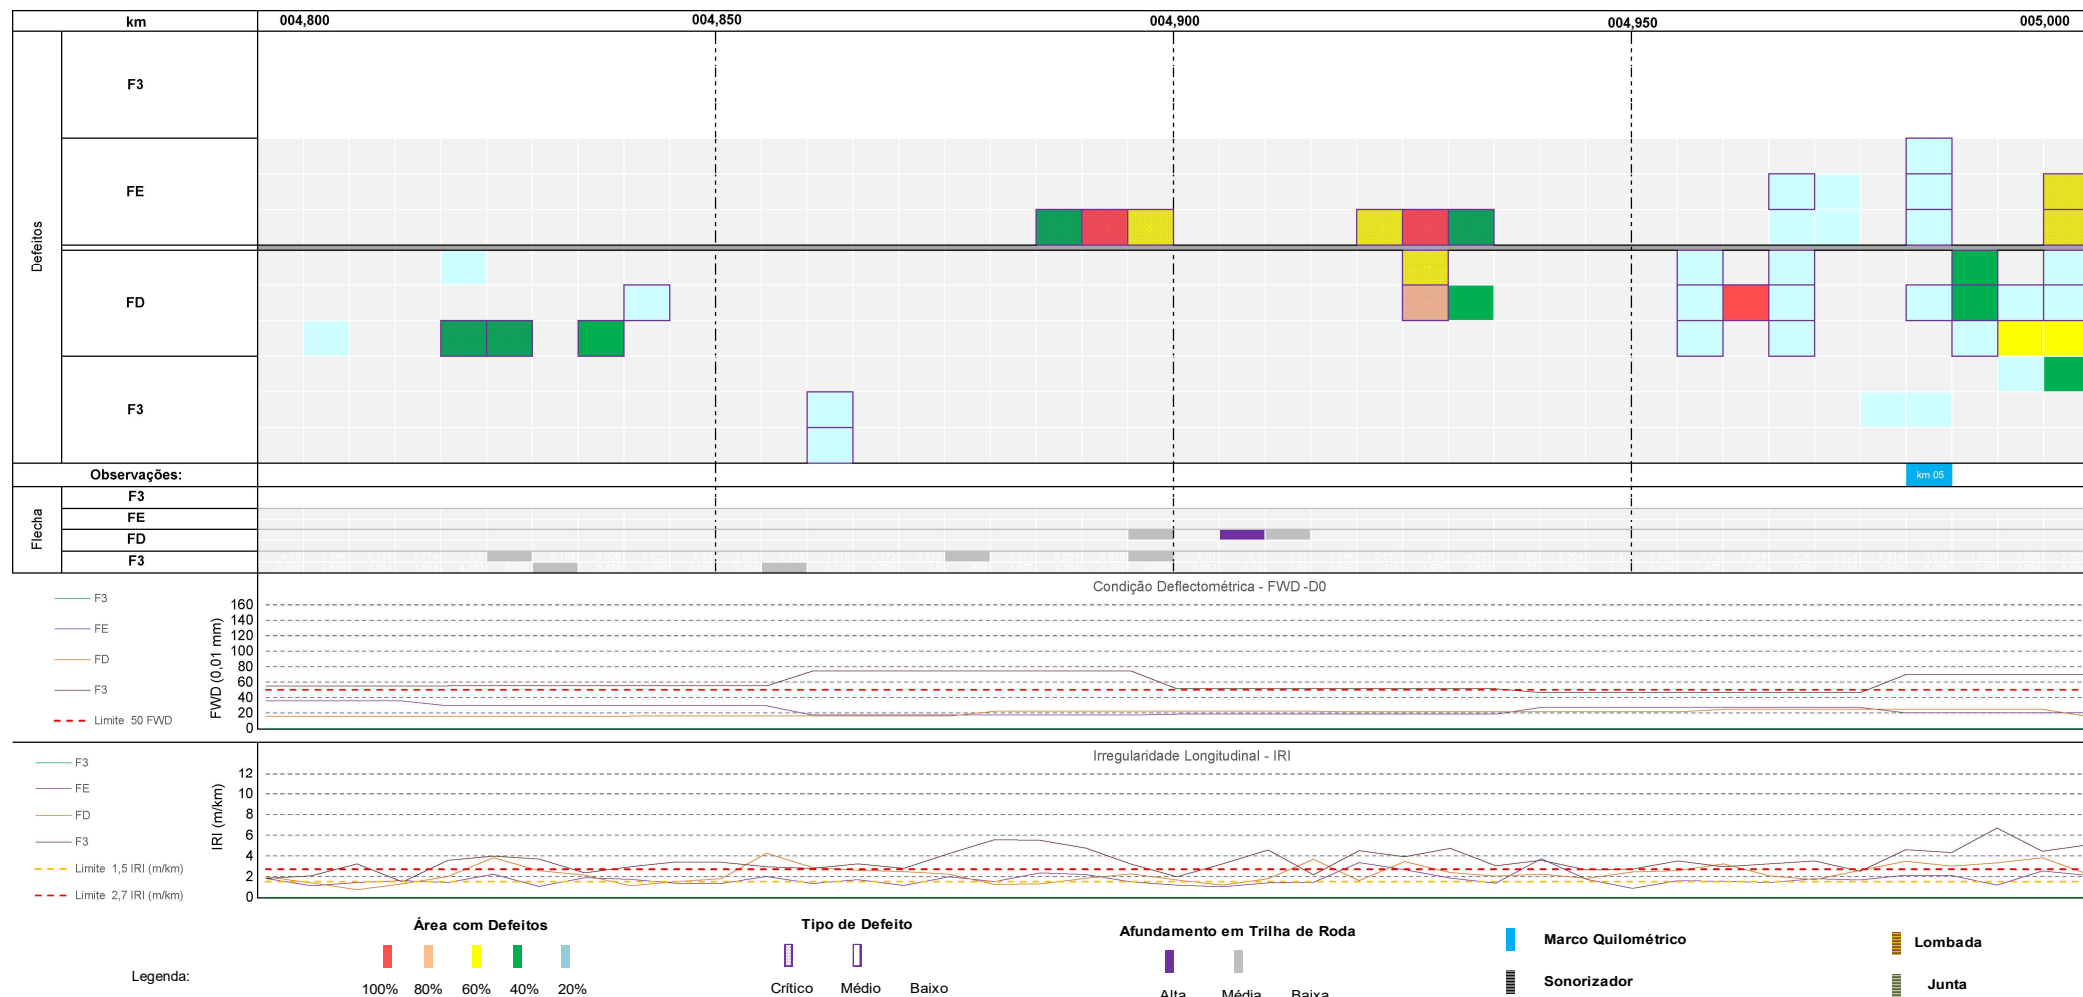 km 004,800 004,850 004,900 004,950 005,000
Defeitos
F3
FE
FD
F3
Observações:
km 05
Flecha
F3
FE
FD
F3
Condição Deflectométrica - FWD -D0
F3
FE
FD
F3
Limite 50 FWD
FWD (0,01 mm)
160
140
120
100
80
60
40
20
0
Irregularidade Longitudinal - IRI
F3
FE
FD
F3
Limite 1,5 IRI (m/km)
Limite 2,7 IRI (m/km)
IRI (m/km)
12
10
8
6
4
2
0
Legenda:
Área com Defeitos
100% 80% 60% 40% 20%
Tipo de Defeito
Crítico Médio Baixo
Afundamento em Trilha de Roda
Alta Média Baixa
Marco Quilométrico
Sonorizador
Lombada
Junta